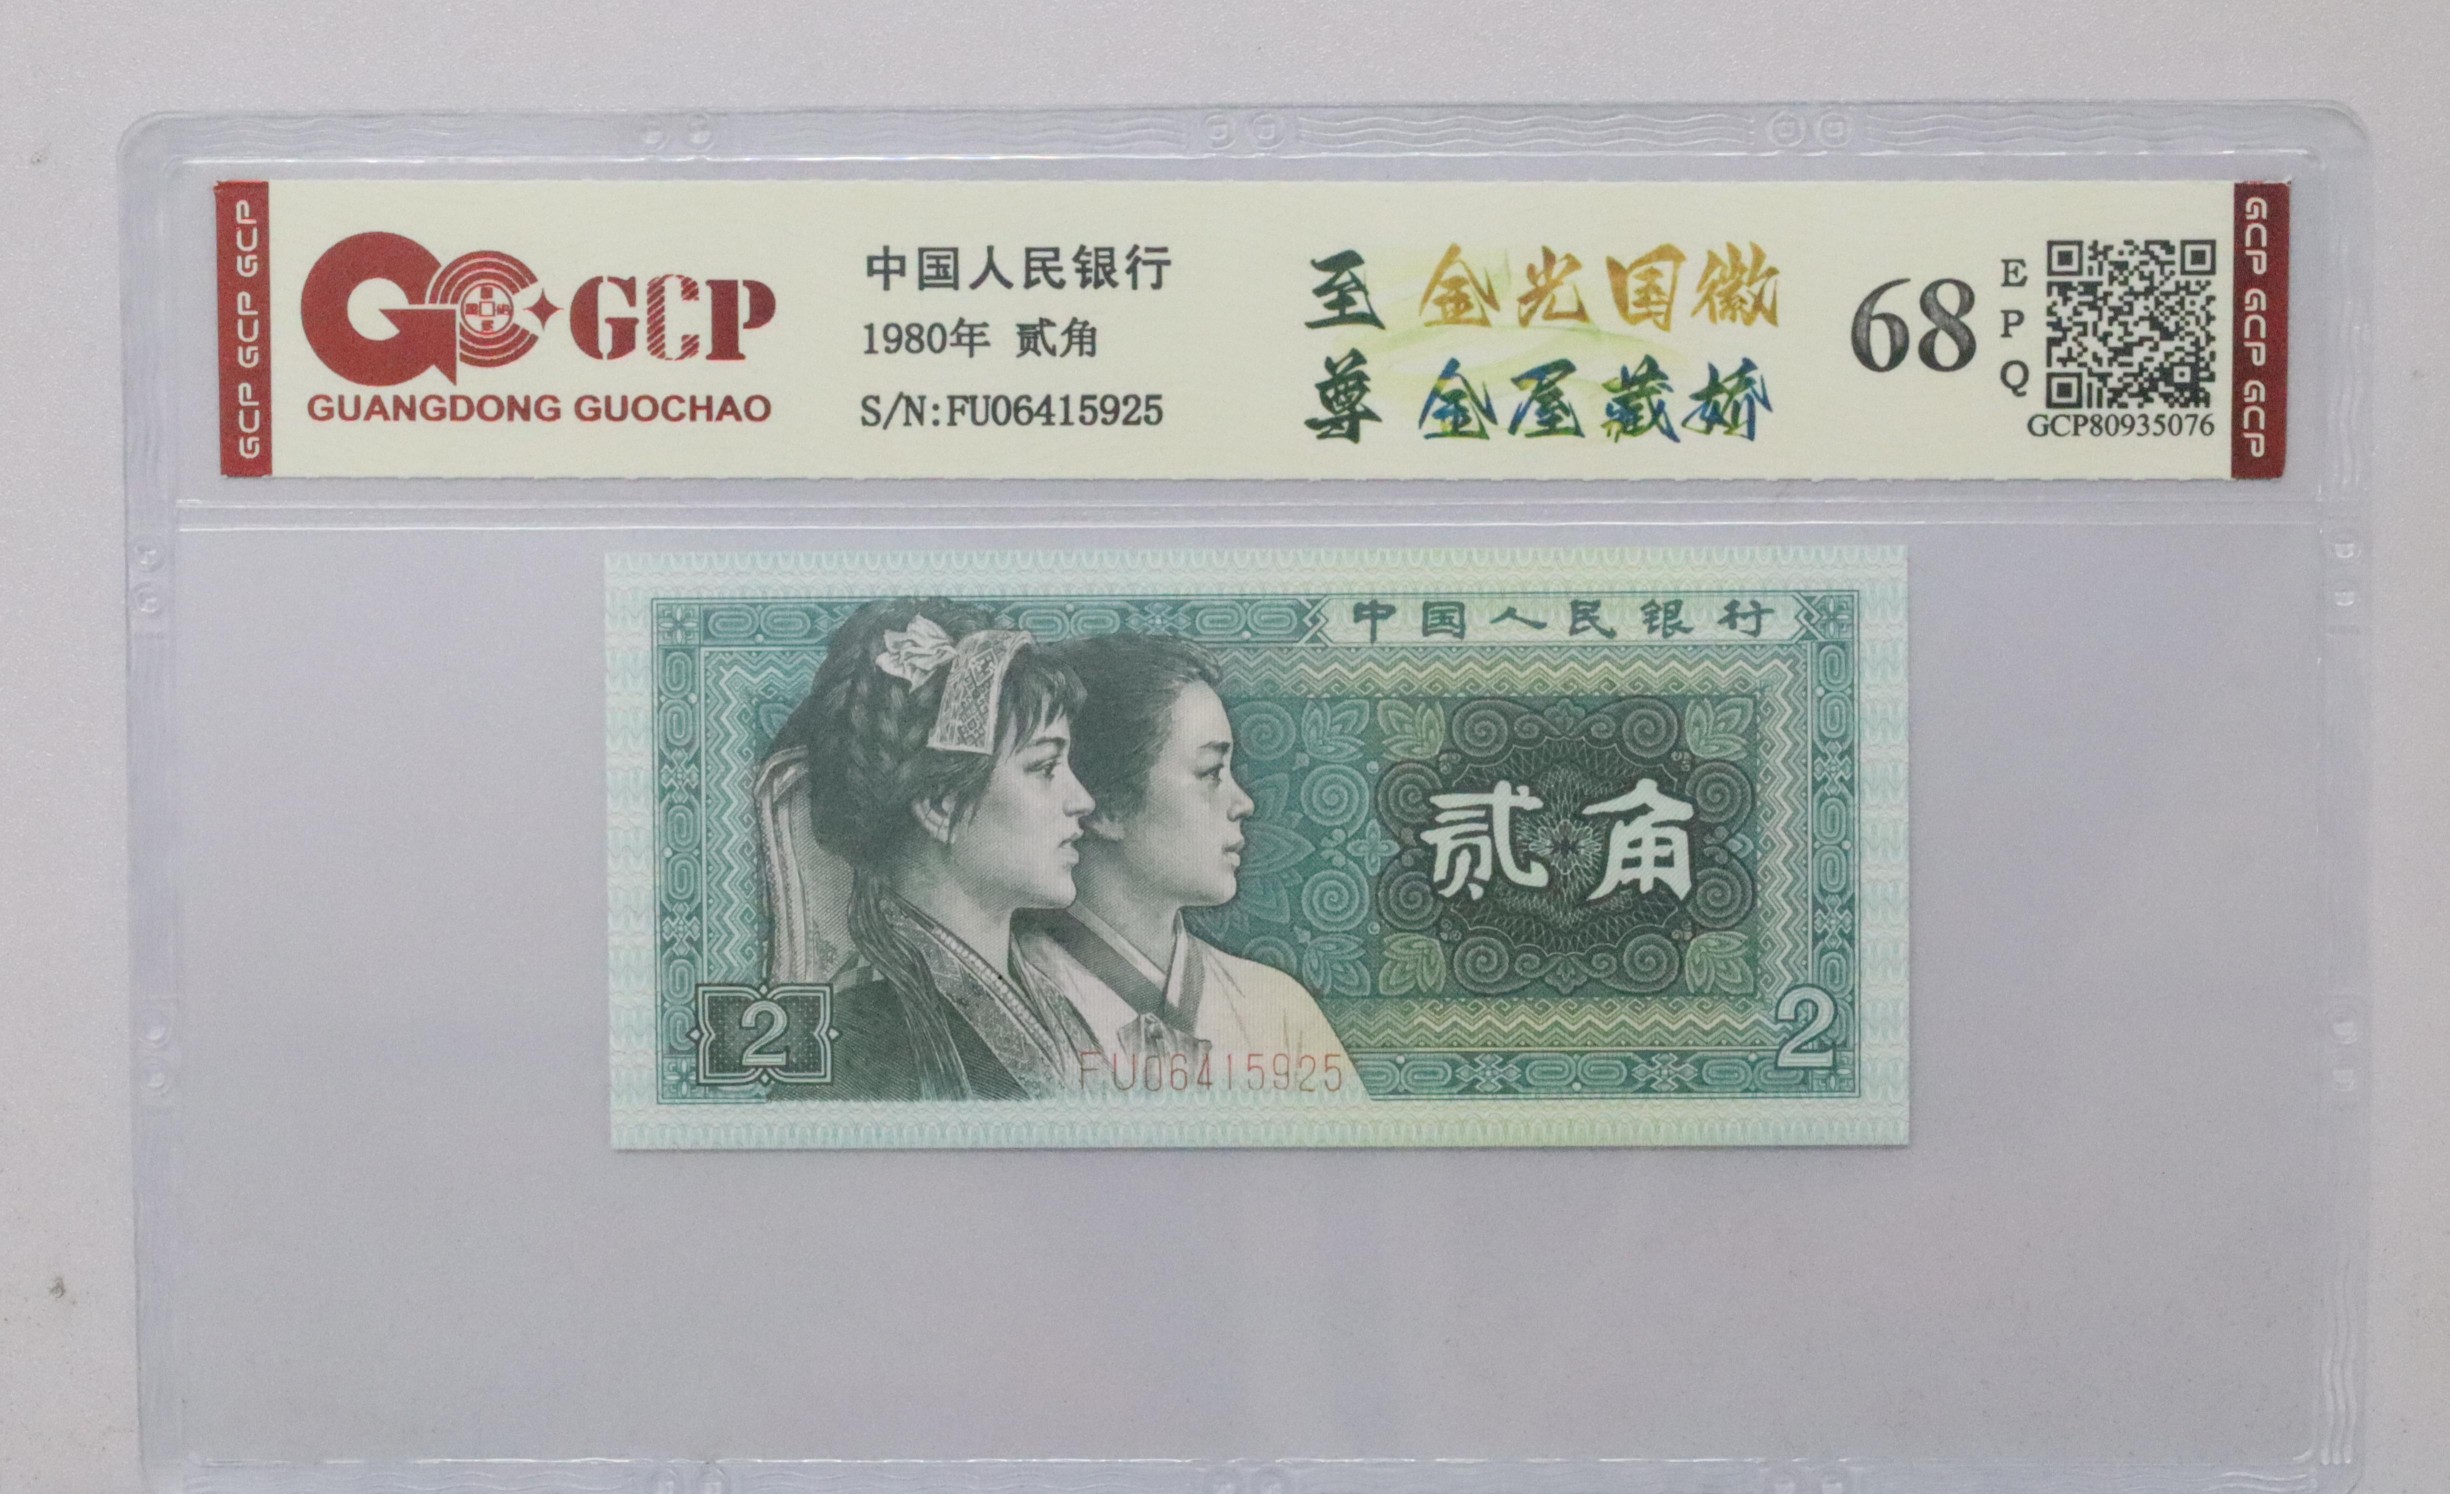 GCP GCP GCP
GCP
GUANGDONG GUOCHAO
中国人民银行
1980年 贰角
S/N:FU06415925
至尊
金光国徽
金屋藏娇
68
EPQ
GCP80935076
GCP GCP GCP
中国人民银行
贰角
2
2
FU06415925